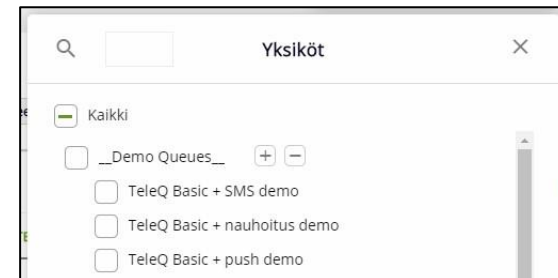 Yksiköt
Kaikki
__Demo Queues__
TeleQ Basic + SMS demo
TeleQ Basic + nauhoitus demo
TeleQ Basic + push demo